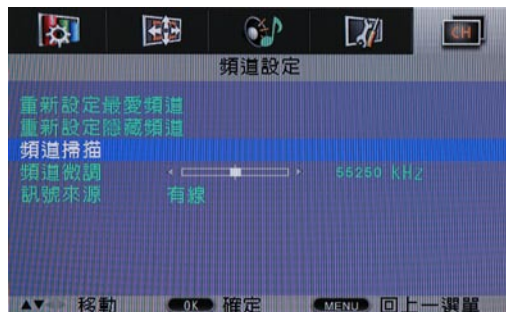 CH
頻道設定
重新設定最愛頻道
重新設定隱藏頻道
頻道掃描
頻道微調 55250 KHz
訊號來源 有線
移動 OK 確定 MENU 回上一選單